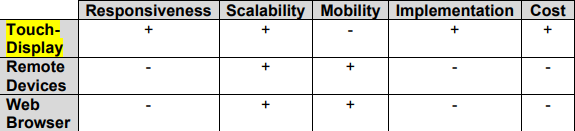 Responsiveness Scalability Mobility Implementation Cost
Touch-
Display + + - + +
Remote
Devices - + + - -
Web
Browser - + + - -